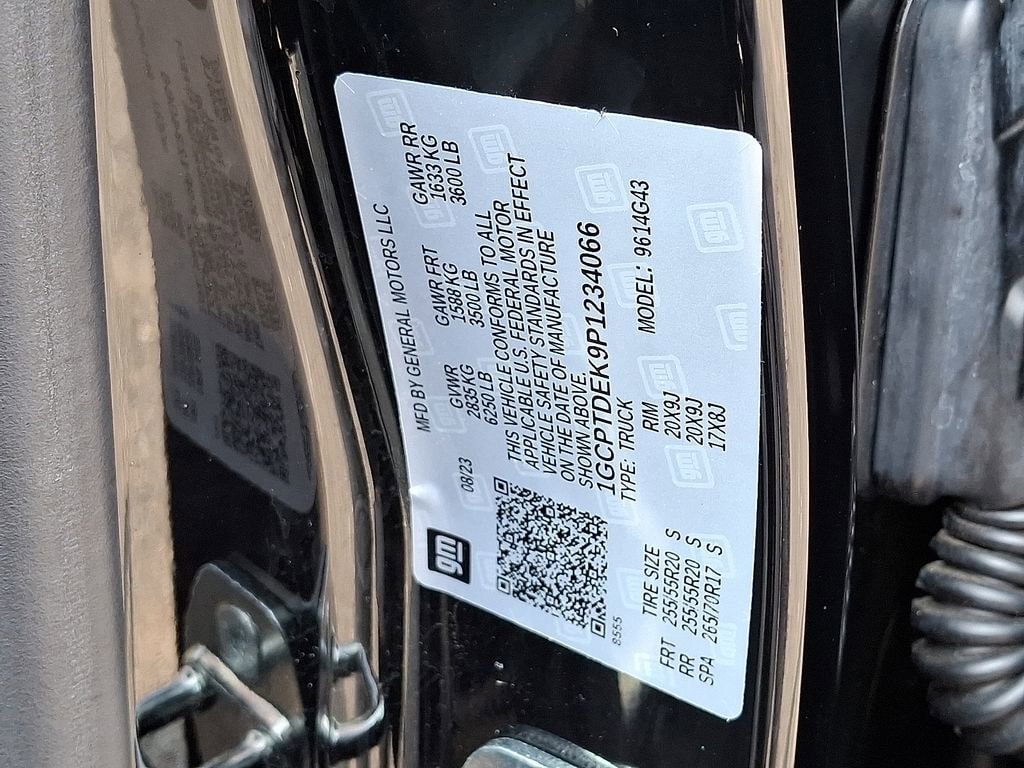 gm
MFD BY GENERAL MOTORS LLC
08/23 GVWR GAWR FRT GAWR RR
2835 KG 1588 KG 1633 KG
6250 LB 3500 LB 3600 LB
THIS VEHICLE CONFORMS TO ALL
APPLICABLE U.S. FEDERAL MOTOR
VEHICLE SAFETY STANDARDS IN EFFECT
ON THE DATE OF MANUFACTURE
SHOWN ABOVE.
1GCPTDEK9P1234066
TYPE: TRUCK MODEL: 9614G43
8555
TIRE SIZE RIM
FRT 255/55R20 S 20X9J
RR 255/55R20 S 20X9J
SPA 265/70R17 S 17X8J